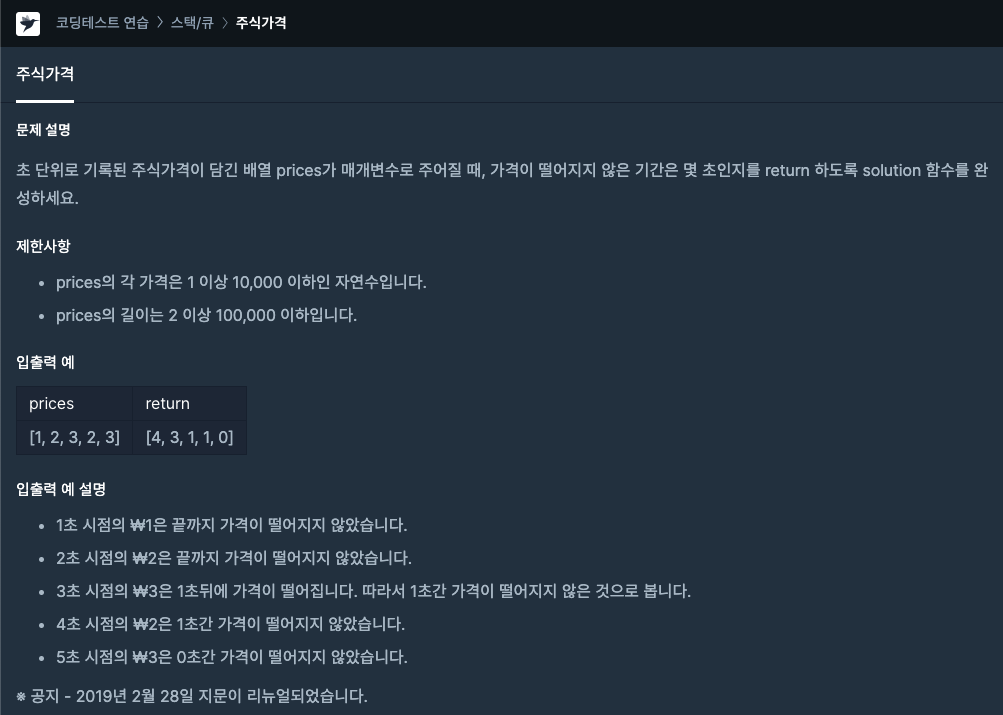 코딩테스트 연습 > 스택/큐 > 주식가격
주식가격
문제 설명
초 단위로 기록된 주식가격이 담긴 배열 prices가 매개변수로 주어질 때, 가격이 떨어지지 않은 기간은 몇 초인지를 return 하도록 solution 함수를 완
성하세요.
제한사항
• prices의 각 가격은 1 이상 10,000 이하인 자연수입니다.
• prices의 길이는 2 이상 100,000 이하입니다.
입출력 예
prices return
[1, 2, 3, 2, 3] [4, 3, 1, 1, 0]
입출력 예 설명
• 1초 시점의 ₩1은 끝까지 가격이 떨어지지 않았습니다.
• 2초 시점의 ₩2은 끝까지 가격이 떨어지지 않았습니다.
• 3초 시점의 ₩3은 1초뒤에 가격이 떨어집니다. 따라서 1초간 가격이 떨어지지 않은 것으로 봅니다.
• 4초 시점의 ₩2은 1초간 가격이 떨어지지 않았습니다.
• 5초 시점의 ₩3은 0초간 가격이 떨어지지 않았습니다.
※ 공지 - 2019년 2월 28일 지문이 리뉴얼되었습니다.